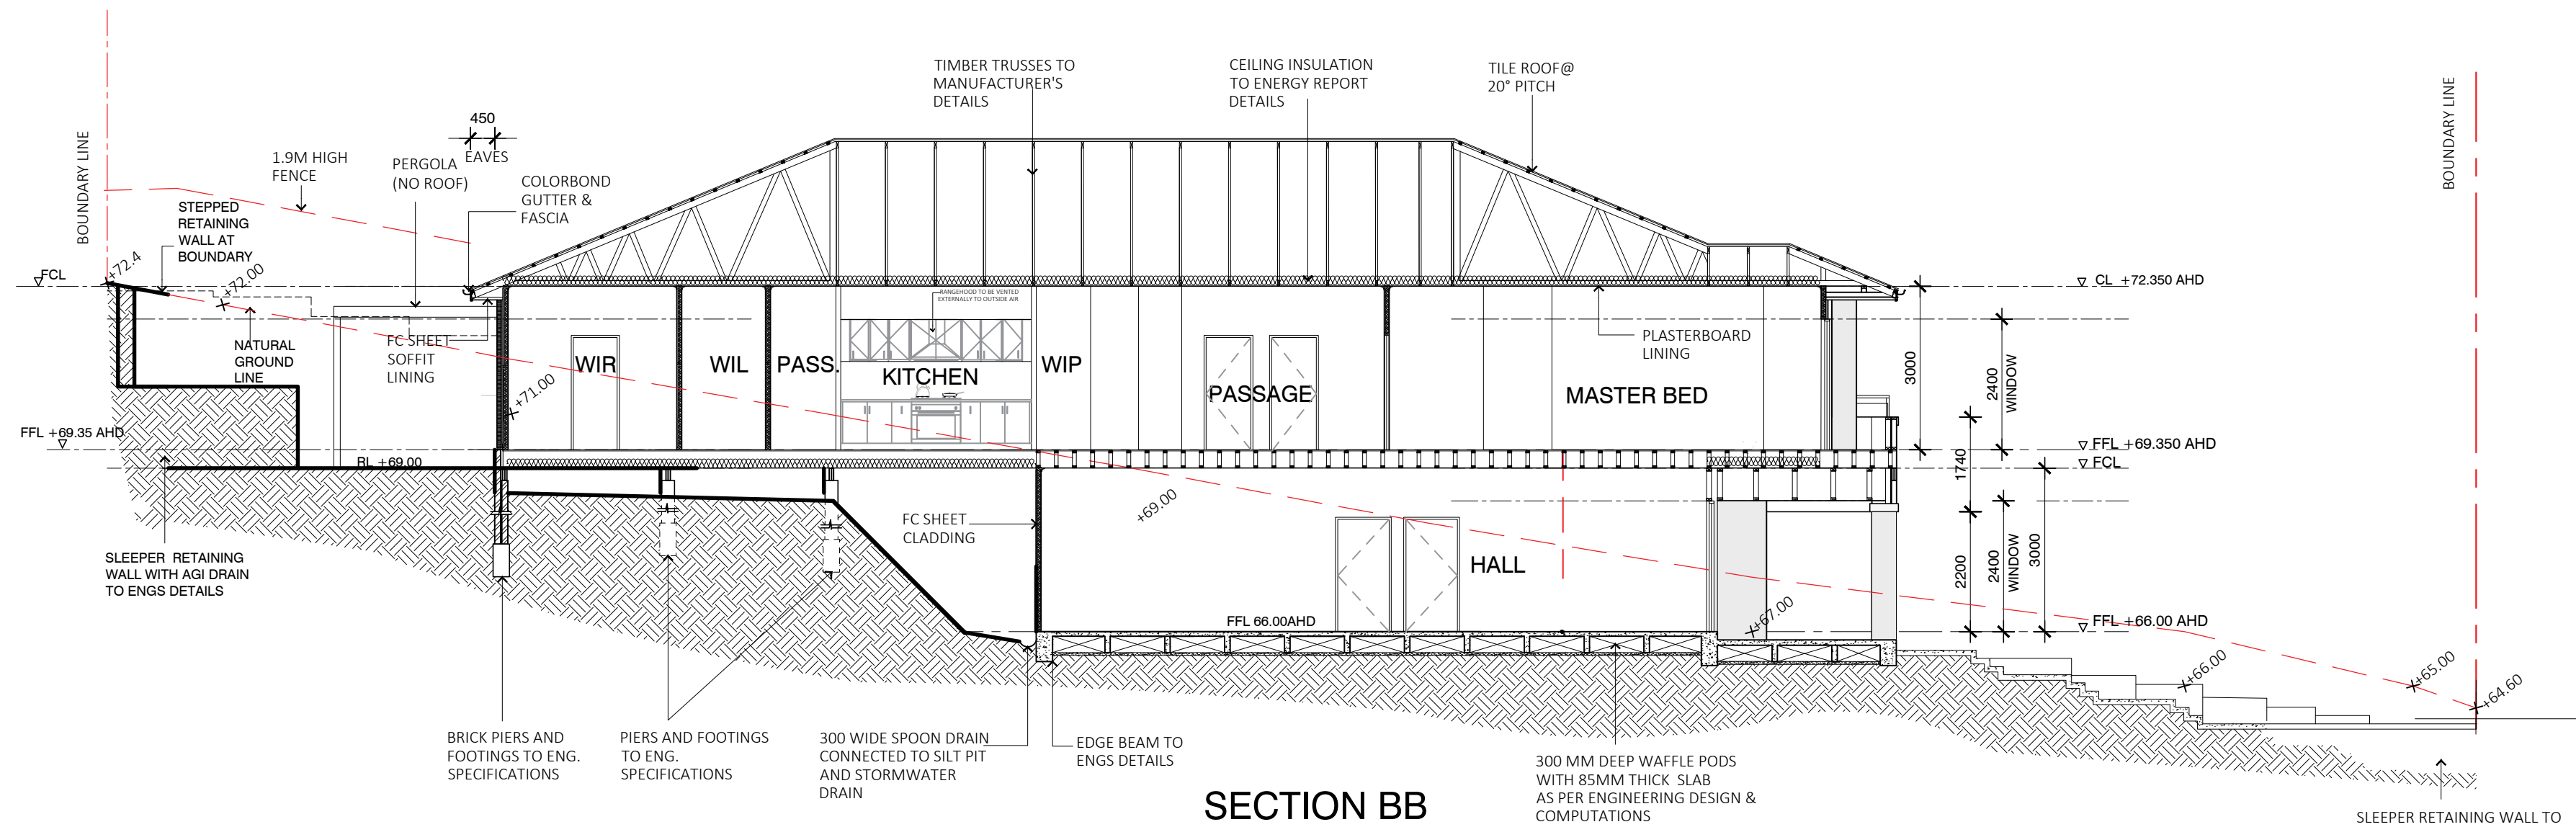 TIMBER TRUSSES TO
MANUFACTURER'S
DETAILS
CEILING INSULATION
TO ENERGY REPORT
DETAILS
TILE ROOF@
20° PITCH
BOUNDARY LINE
BOUNDARY LINE
450
EAVES
1.9M HIGH
FENCE
PERGOLA
(NO ROOF)
COLORBOND
GUTTER &
FASCIA
STEPPED
RETAINING
WALL AT
BOUNDARY
FCL
+72.4
+72.00
NATURAL
GROUND
LINE
FC SHEET
SOFFIT
LINING
RANGEHOOD TO BE VENTED
EXTERNALLY TO OUTSIDE AIR
CL +72.350 AHD
PLASTERBOARD
LINING
WIR
WIL
PASS.
KITCHEN
WIP
PASSAGE
MASTER BED
3000
2400
WINDOW
+71.00
FFL +69.35 AHD
RL +69.00
FFL +69.350 AHD
FCL
1740
+69.00
FC SHEET
CLADDING
HALL
2200
2400
WINDOW
3000
SLEEPER RETAINING
WALL WITH AGI DRAIN
TO ENGS DETAILS
FFL 66.00AHD
+67.00
FFL +66.00 AHD
+66.00
+65.00
+64.60
BRICK PIERS AND
FOOTINGS TO ENG.
SPECIFICATIONS
PIERS AND FOOTINGS
TO ENG.
SPECIFICATIONS
300 WIDE SPOON DRAIN
CONNECTED TO SILT PIT
AND STORMWATER
DRAIN
EDGE BEAM TO
ENGS DETAILS
300 MM DEEP WAFFLE PODS
WITH 85MM THICK SLAB
AS PER ENGINEERING DESIGN &
COMPUTATIONS
SECTION BB
SLEEPER RETAINING WALL TO